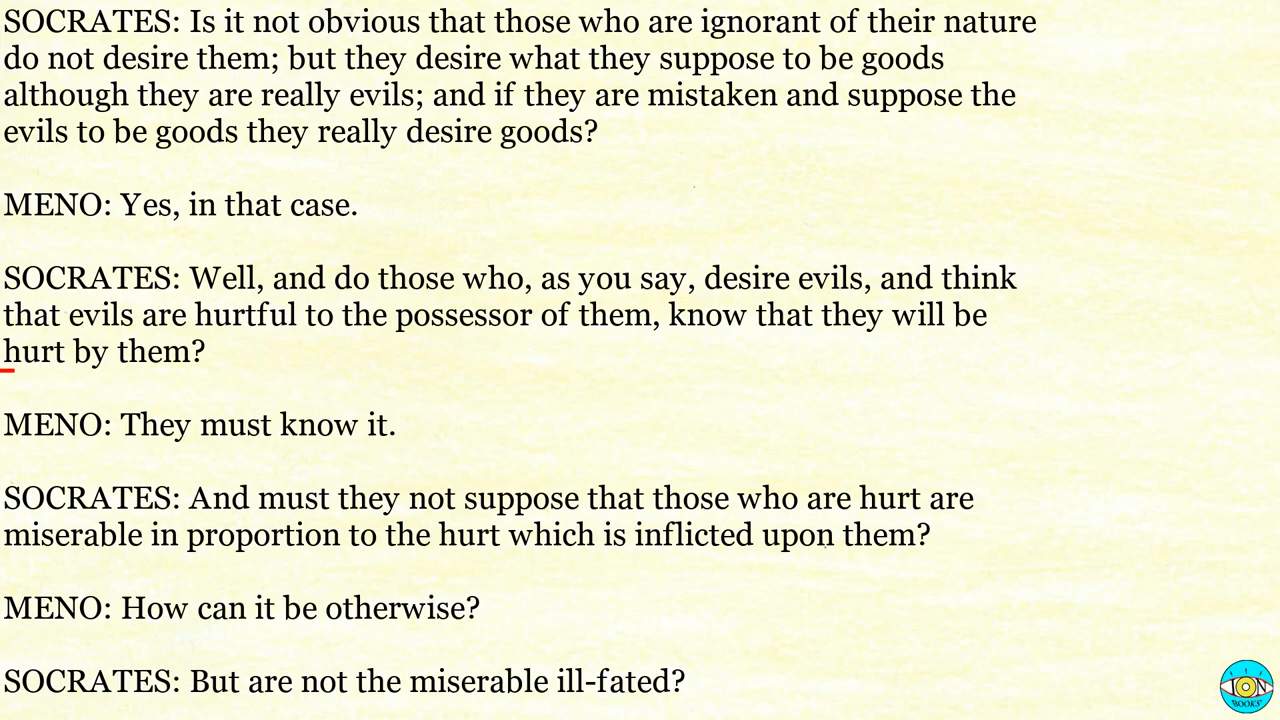 SOCRATES: Is it not obvious that those who are ignorant of their nature
do not desire them; but they desire what they suppose to be goods
although they are really evils; and if they are mistaken and suppose the
evils to be goods they really desire goods?
MENO: Yes, in that case.
SOCRATES: Well, and do those who, as you say, desire evils, and think
that evils are hurtful to the possessor of them, know that they will be
hurt by them?
MENO: They must know it.
SOCRATES: And must they not suppose that those who are hurt are
miserable in proportion to the hurt which is inflicted upon them?
MENO: How can it be otherwise?
SOCRATES: But are not the miserable ill-fated?
ION
BOOKS